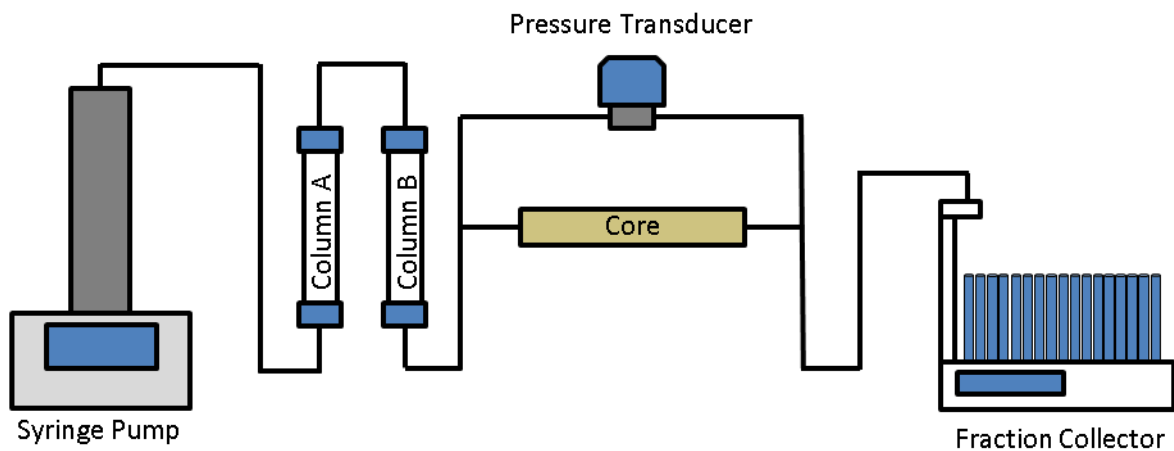 Pressure Transducer
Column A
Column B
Core
Syringe Pump
Fraction Collector